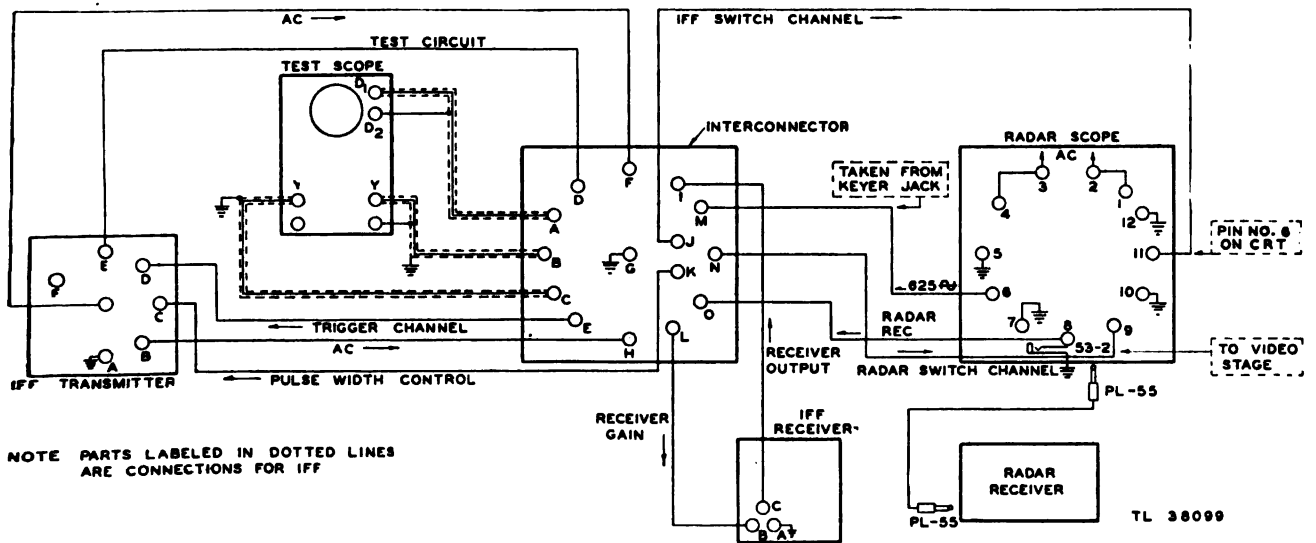 AC
IFF SWITCH CHANNEL
TEST CIRCUIT
TEST SCOPE
D1
D2
Y
Y
INTERCONNECTOR
F
D
I
M
A
J
B
G
N
K
C
O
E
L
H
TAKEN FROM
KEYER JACK
RADAR SCOPE
AC
3
2
4
1
12
5
11
6
10
7
8
9
53-2
PIN NO. 6
ON CRT
625
RADAR
REC
RECEIVER
OUTPUT
RADAR SWITCH CHANNEL
TO VIDEO
STAGE
PL-55
E
D
F
C
B
A
IFF TRANSMITTER
TRIGGER CHANNEL
AC
PULSE WIDTH CONTROL
RECEIVER
GAIN
IFF
RECEIVER
C
B
A
RADAR
RECEIVER
PL-55
NOTE PARTS LABELED IN DOTTED LINES
ARE CONNECTIONS FOR IFF
TL 38099